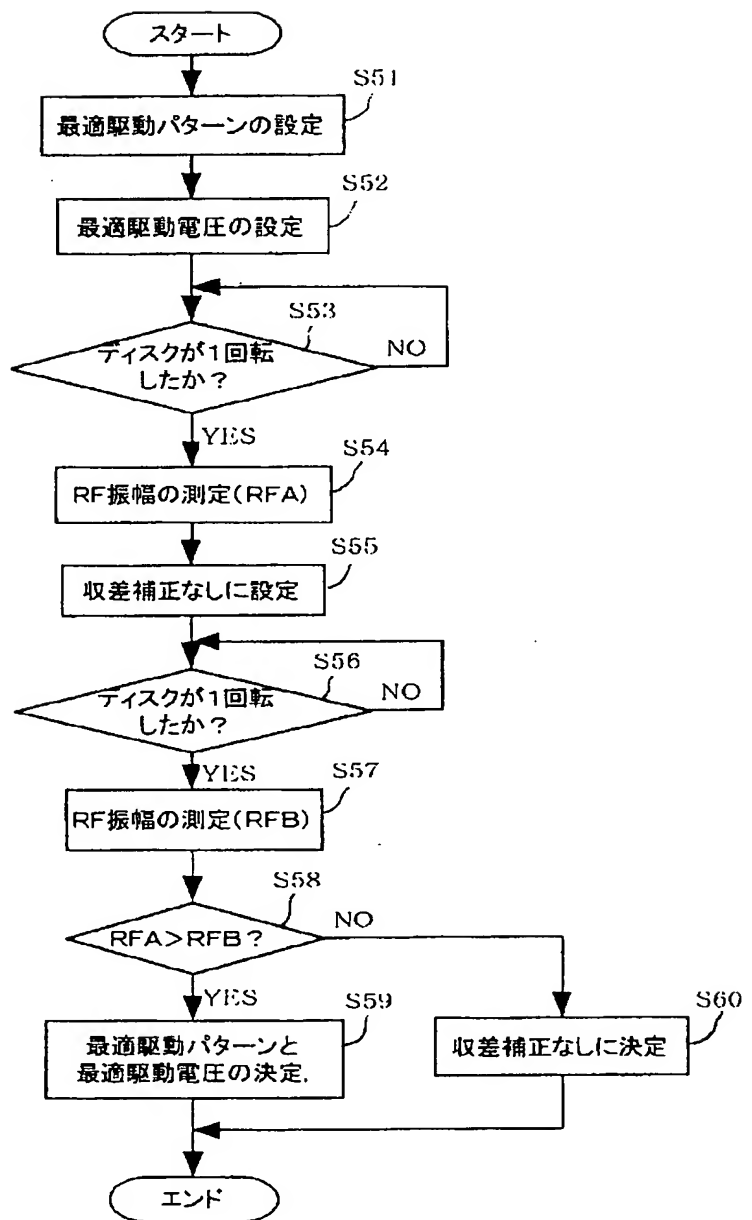 スタート
S51
最適駆動パターンの設定
S52
最適駆動電圧の設定
S53
ディスクが1回転
したか？
NO
YES
S54
RF振幅の測定(RFA)
S55
収差補正なしに設定
S56
ディスクが1回転
したか？
NO
YES
S57
RF振幅の測定(RFB)
S58
RFA>RFB？
NO
YES
S59
最適駆動パターンと
最適駆動電圧の決定.
S60
収差補正なしに決定
エンド